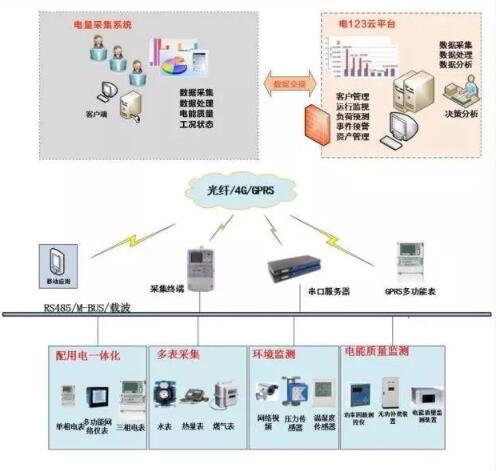 电量采集系统
数据采集
数据处理
电能质量
工况状态
客户端
数据交换
电123云平台
数据采集
数据处理
数据分析
客户管理
运行监视
负荷预测
事件预警
资产管理
决策分析
光纤/4G/GPRS
移动应用
采集终端
串口服务器
GPRS多功能表
RS485/M-BUS/载波
配用电一体化
单相电表
多功能网
络仪表
三相电表
多表采集
水表
热量表
燃气表
环境监测
网络视
频
压力传
感器
温湿度
传感器
电能质量监测
功率因数测
控仪
无功补偿装
置
电能质量监
测装置